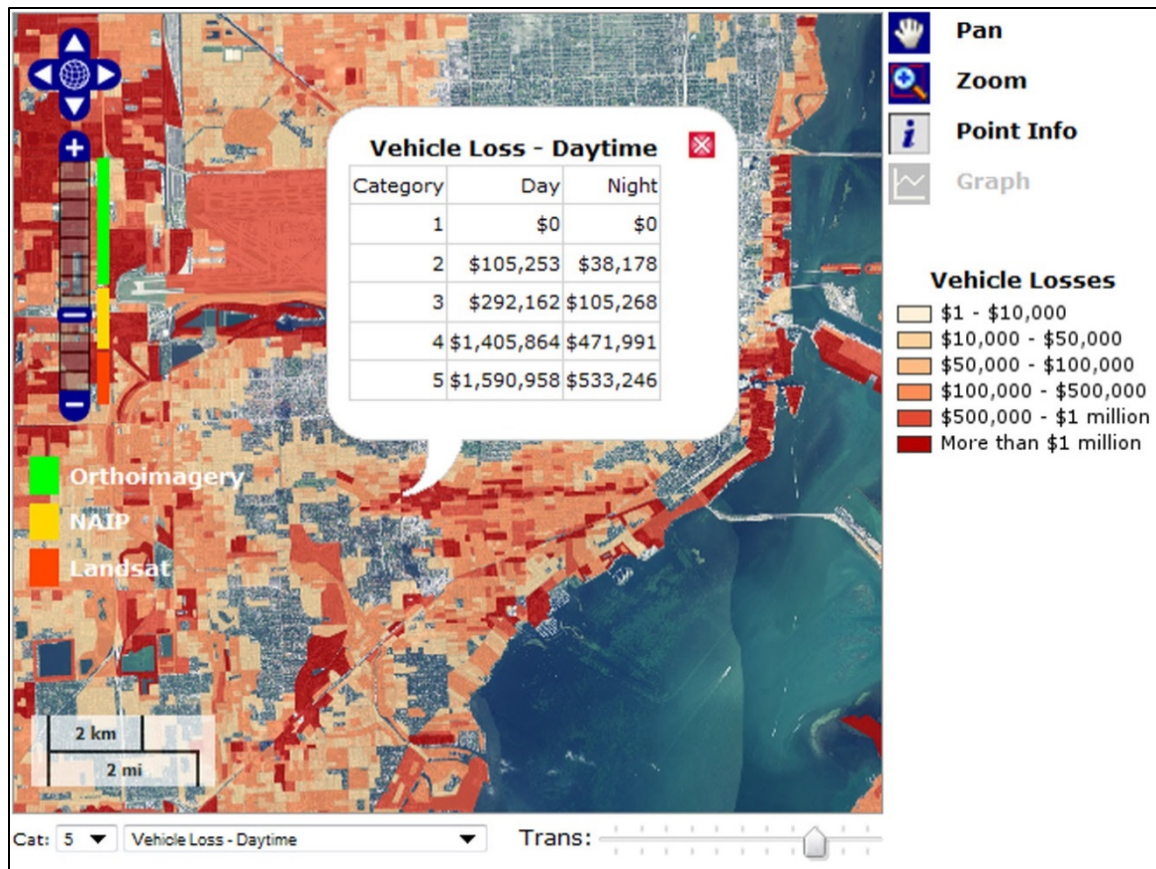 Vehicle Loss - Daytime
Category Day Night
1 $0 $0
2 $105,253 $38,178
3 $292,162 $105,268
4 $1,405,864 $471,991
5 $1,590,958 $533,246
Orthoimagery
NAIP
Landsat
2 km
2 mi
Cat: 5 Vehicle Loss - Daytime Trans:
Pan
Zoom
Point Info
Graph
Vehicle Losses
$1 - $10,000
$10,000 - $50,000
$50,000 - $100,000
$100,000 - $500,000
$500,000 - $1 million
More than $1 million